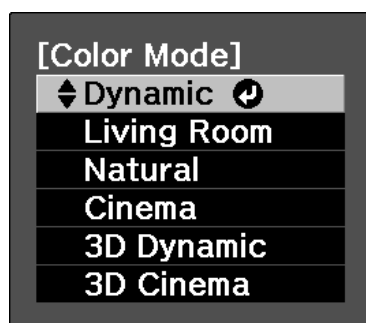 [Color Mode]
Dynamic
Living Room
Natural
Cinema
3D Dynamic
3D Cinema